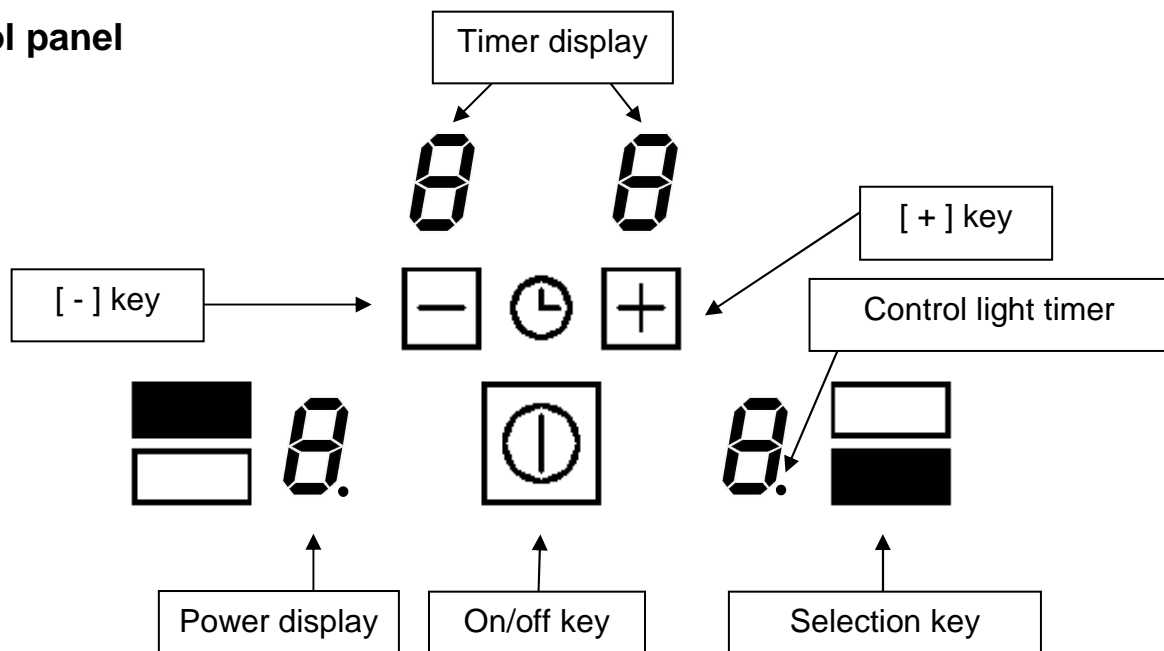 ol panel
Timer display
[ + ] key
[ - ] key
Control light timer
Power display
On/off key
Selection key